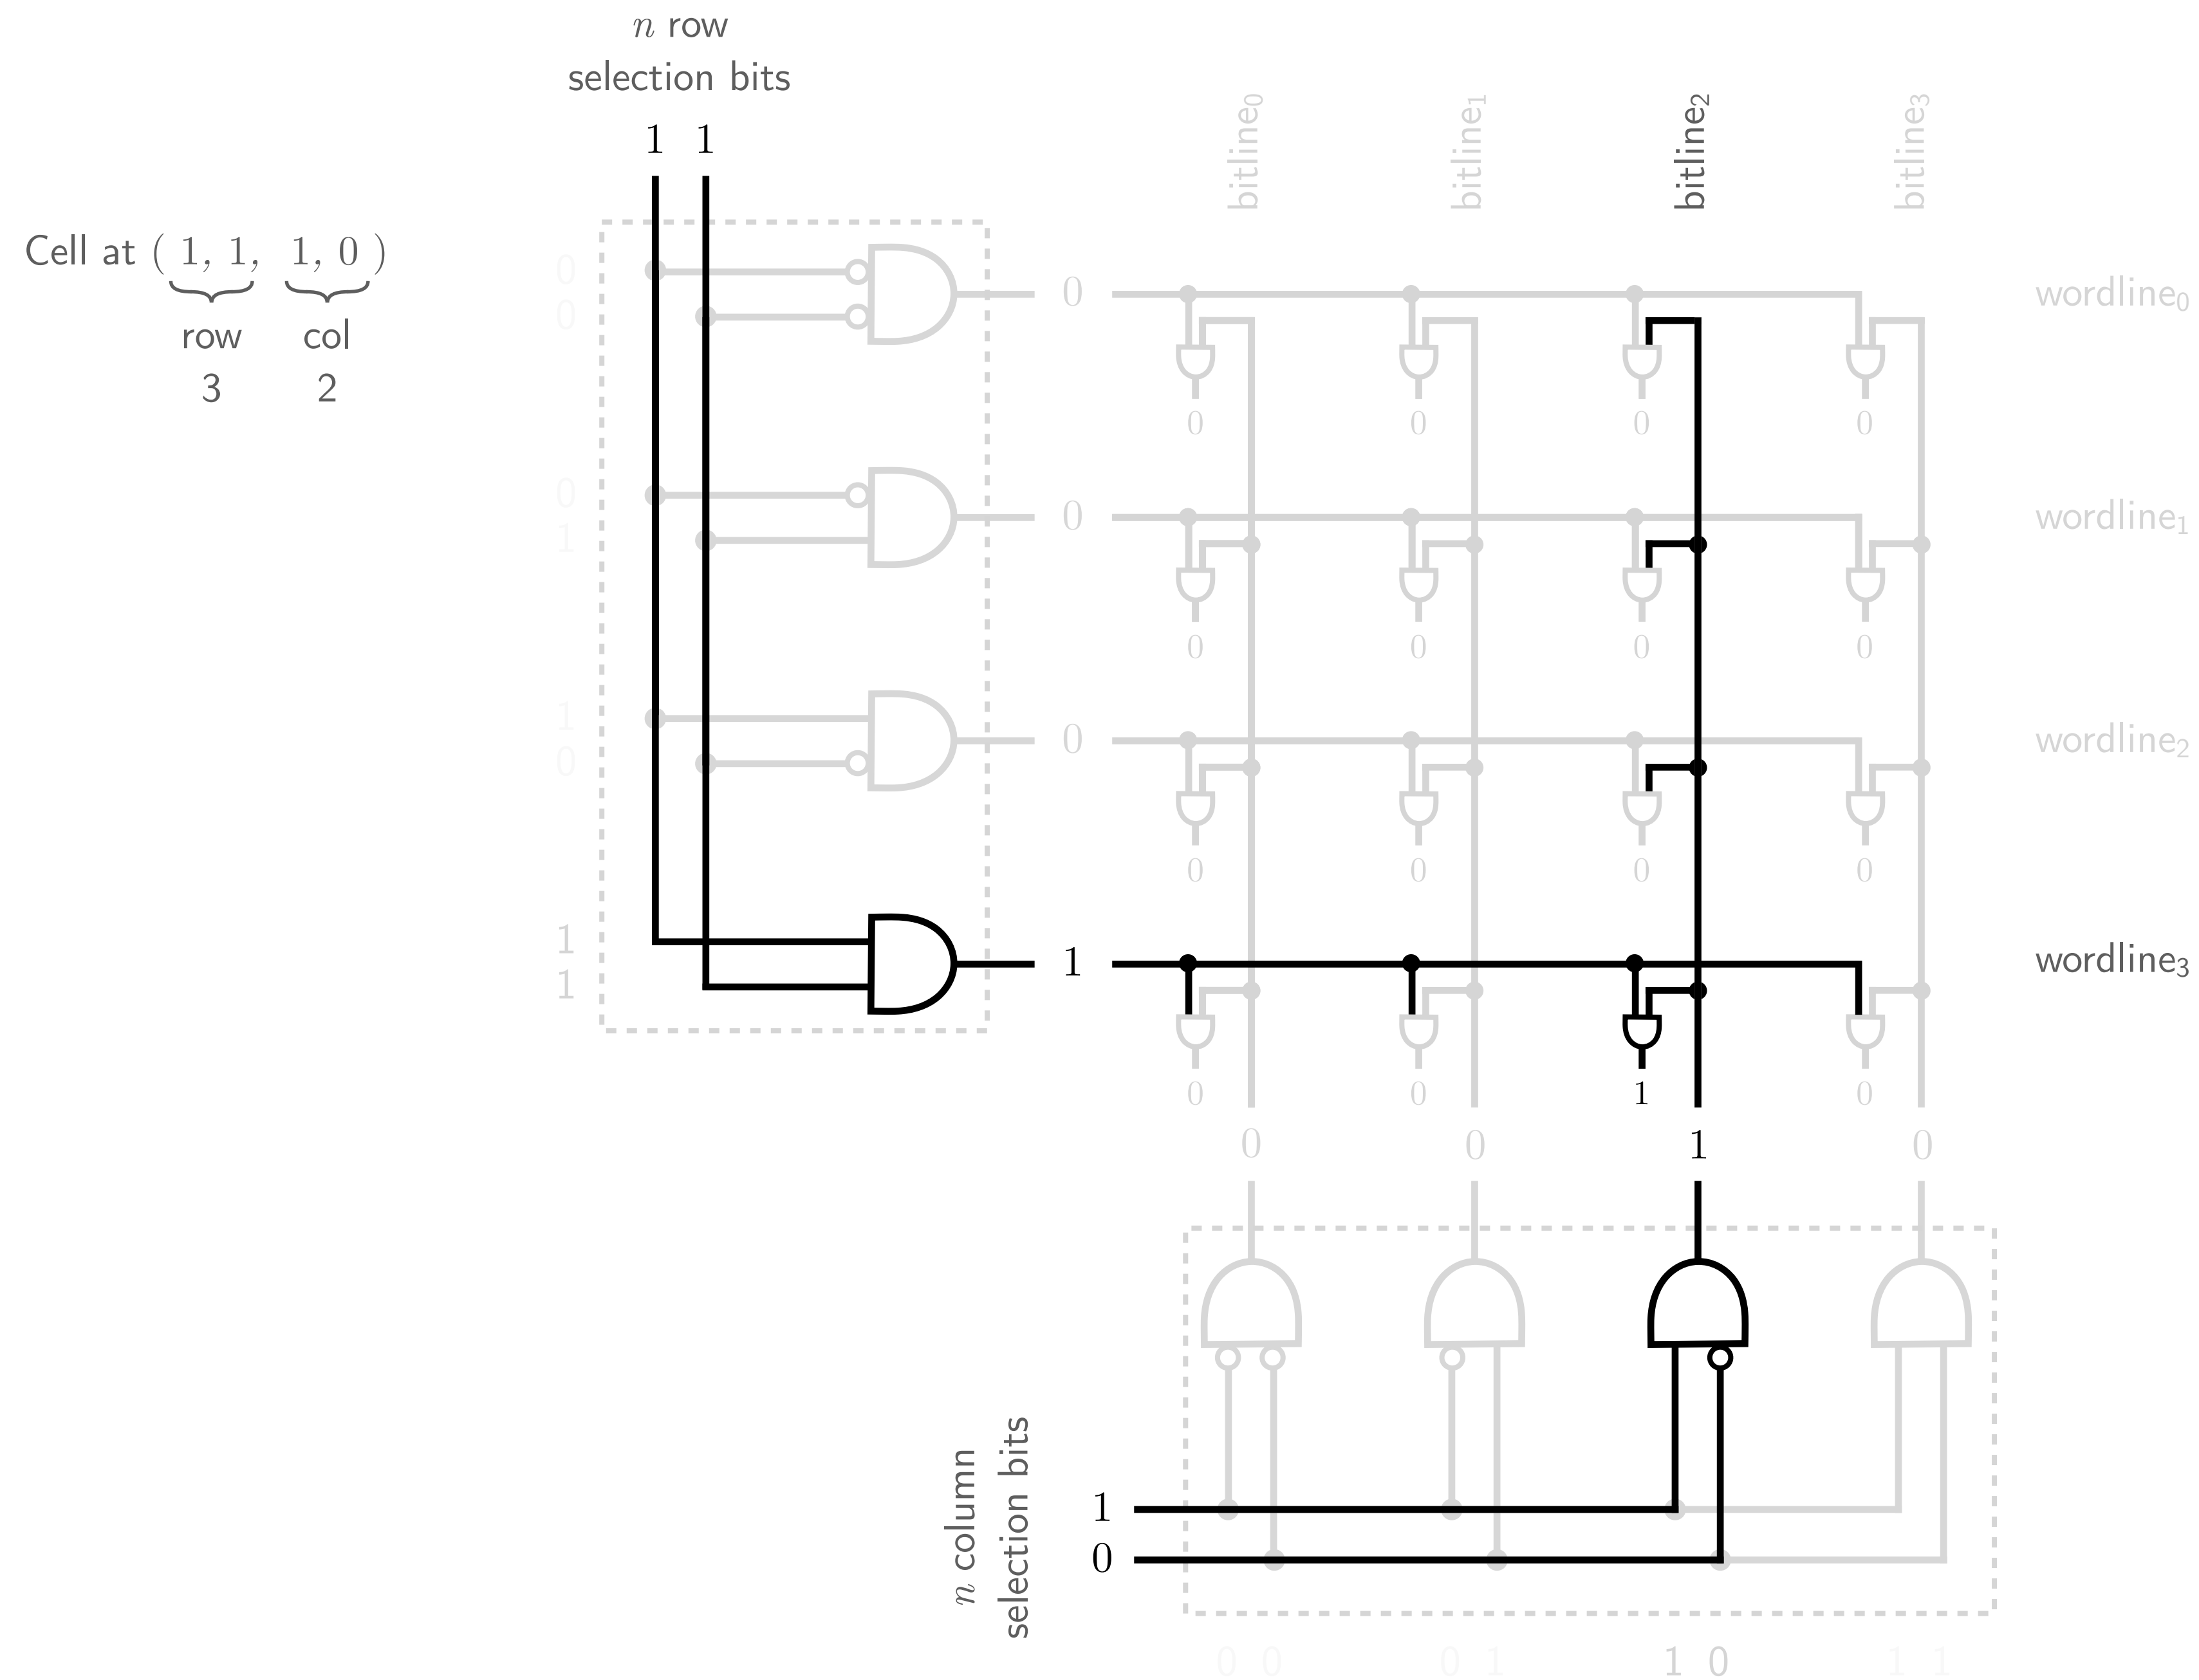 n row
selection bits
1 1
bitline₀
bitline₁
bitline₂
bitline₃
Cell at ( 1, 1, 1, 0 )
row col
3 2
0
0
0
wordline₀
0 0 0 0
0
1
0
wordline₁
0 0 0 0
1
0
0
wordline₂
0 0 0 0
1
1
1
wordline₃
0 0 1 0
0 0 1 0
n column
selection bits
1
0
0 0 0 1 1 0 1 1